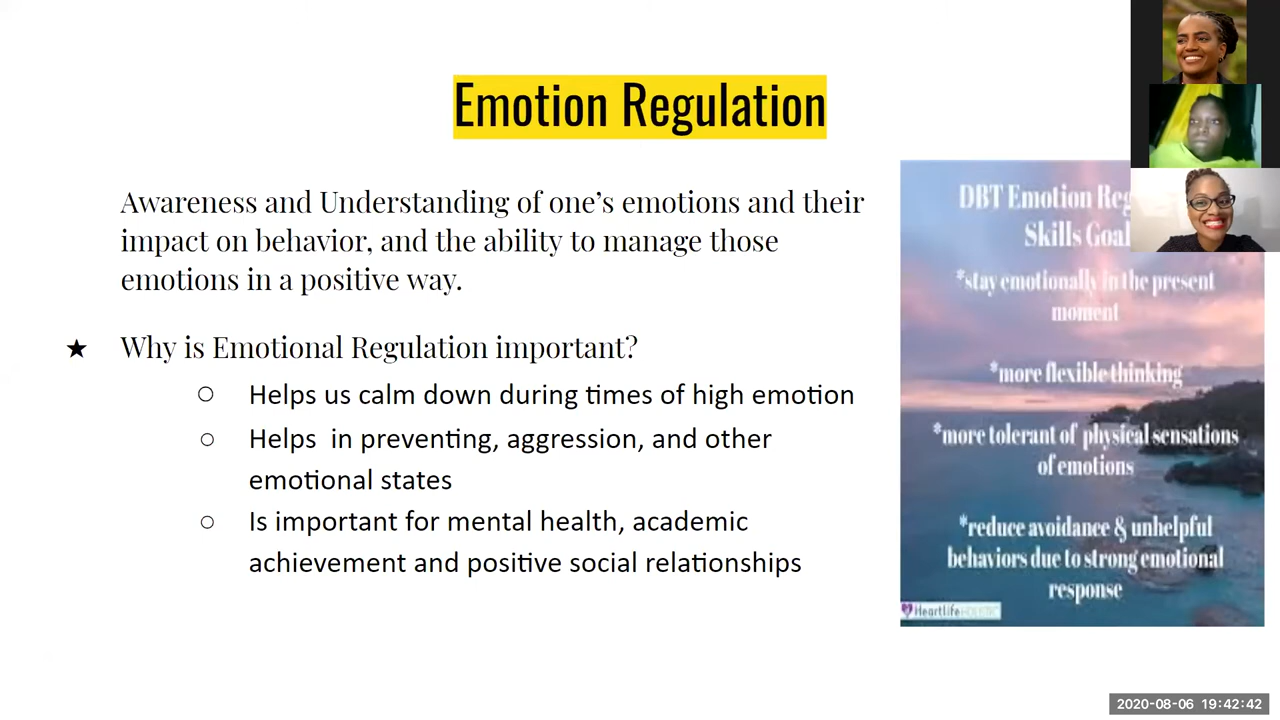 Emotion Regulation
Awareness and Understanding of one's emotions and their
impact on behavior, and the ability to manage those
emotions in a positive way.
★ Why is Emotional Regulation important?
○ Helps us calm down during times of high emotion
○ Helps  in preventing, aggression, and other
emotional states
○ Is important for mental health, academic
achievement and positive social relationships
DBT Emotion Reg
Skills Goal
*stay emotionally in the present
moment
*more flexible thinking
*more tolerant of physical sensations
of emotions
*reduce avoidance & unhelpful
behaviors due to strong emotional
response
Heartlife
2020-08-06 19:42:42